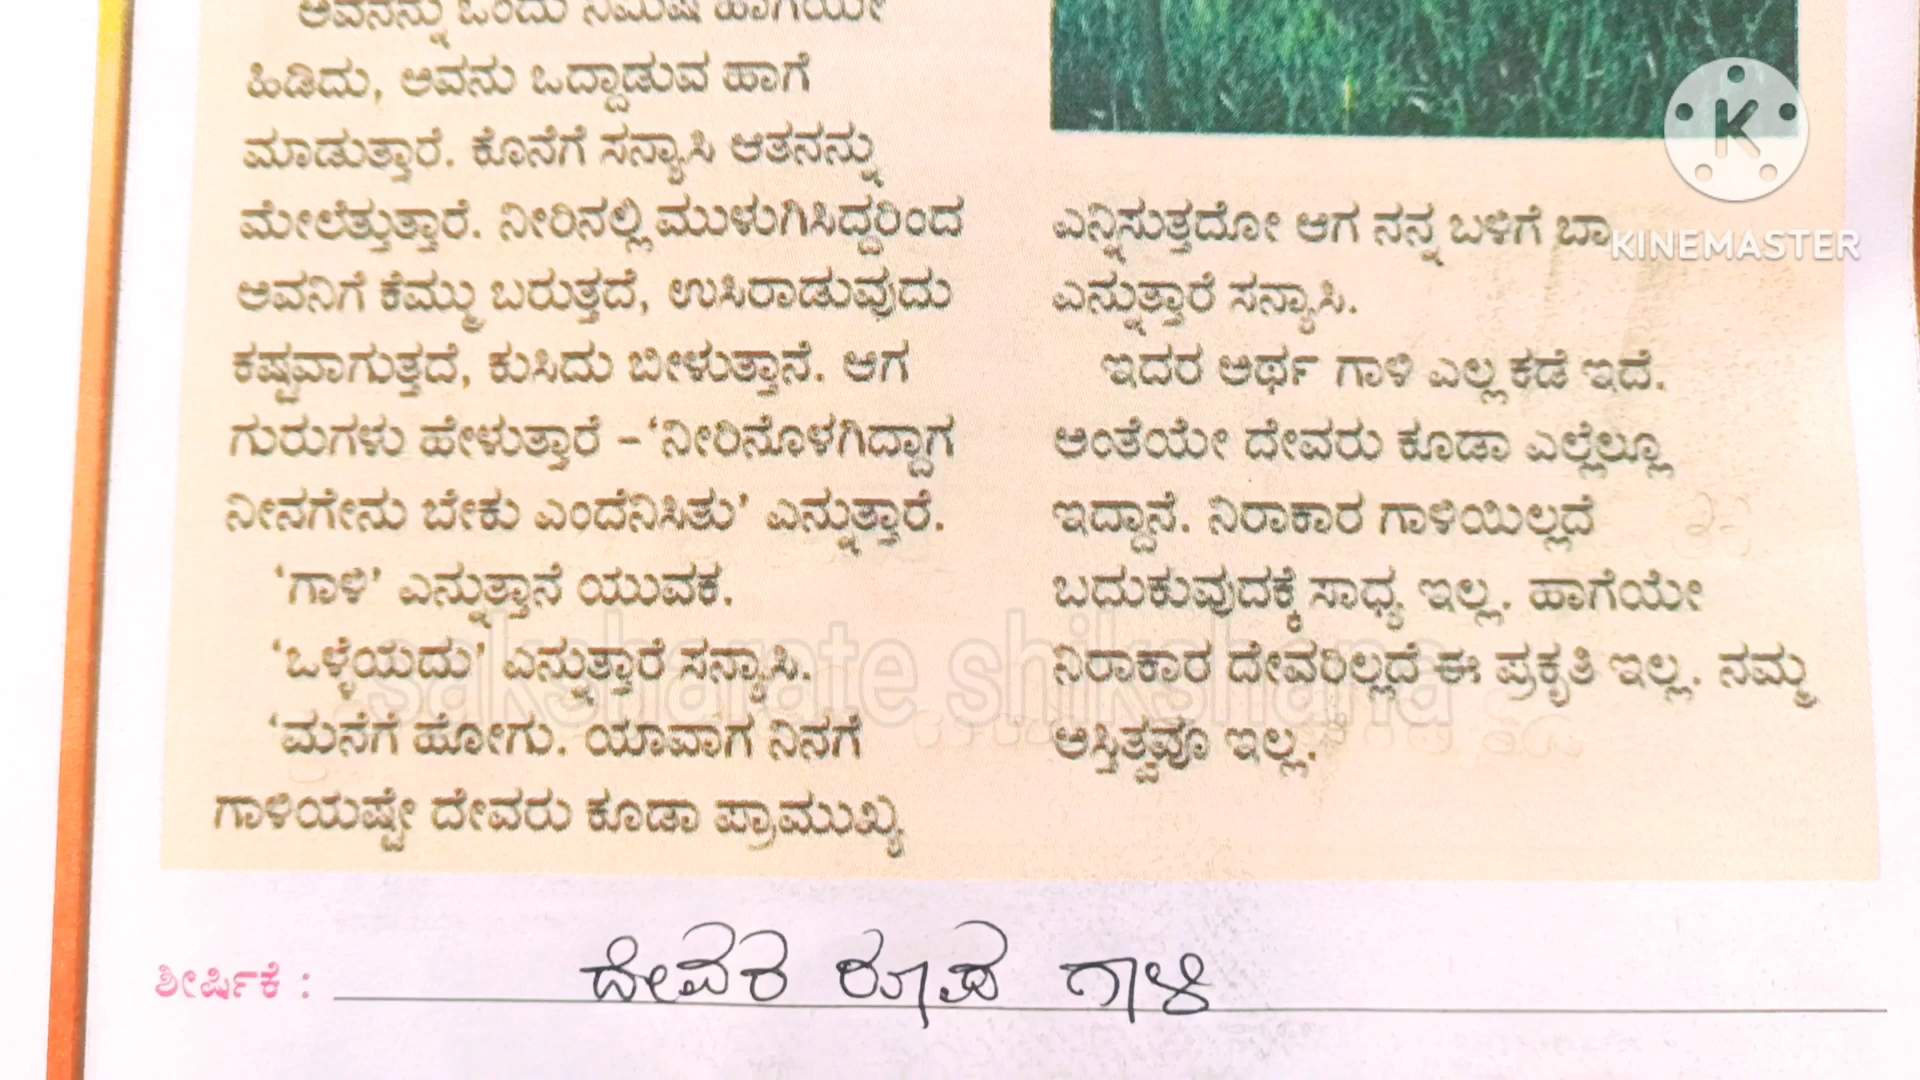 ಅವನನ್ನು ಒಂದು ನಿಮಿಷ ಹಾಗೆಯೇ
ಹಿಡಿದು, ಅವನು ಒದ್ದಾಡುವ ಹಾಗೆ
ಮಾಡುತ್ತಾರೆ. ಕೊನೆಗೆ ಸನ್ಯಾಸಿ ಆತನನ್ನು
ಮೇಲೆತ್ತುತ್ತಾರೆ. ನೀರಿನಲ್ಲಿ ಮುಳುಗಿಸಿದ್ದರಿಂದ
ಅವನಿಗೆ ಕೆಮ್ಮು ಬರುತ್ತದೆ, ಉಸಿರಾಡುವುದು
ಕಷ್ಟವಾಗುತ್ತದೆ, ಕುಸಿದು ಬೀಳುತ್ತಾನೆ. ಆಗ
ಗುರುಗಳು ಹೇಳುತ್ತಾರೆ –‘ನೀರಿನೊಳಗಿದ್ದಾಗ
ನೀನಗೇನು ಬೇಕು ಎಂದೆನಿಸಿತು’ ಎನ್ನುತ್ತಾರೆ.
‘ಗಾಳಿ’ ಎನ್ನುತ್ತಾನೆ ಯುವಕ.
‘ಒಳ್ಳೆಯದು’ ಎನ್ನುತ್ತಾರೆ ಸನ್ಯಾಸಿ.
‘ಮನೆಗೆ ಹೋಗು. ಯಾವಾಗ ನಿನಗೆ
ಗಾಳಿಯಷ್ಟೇ ದೇವರು ಕೂಡಾ ಪ್ರಾಮುಖ್ಯ
ಎನ್ನಿಸುತ್ತದೋ ಆಗ ನನ್ನ ಬಳಿಗೆ ಬಾ
ಎನ್ನುತ್ತಾರೆ ಸನ್ಯಾಸಿ.
ಇದರ ಅರ್ಥ ಗಾಳಿ ಎಲ್ಲ ಕಡೆ ಇದೆ.
ಅಂತೆಯೇ ದೇವರು ಕೂಡಾ ಎಲ್ಲೆಲ್ಲೂ
ಇದ್ದಾನೆ. ನಿರಾಕಾರ ಗಾಳಿಯಿಲ್ಲದೆ
ಬದುಕುವುದಕ್ಕೆ ಸಾಧ್ಯ ಇಲ್ಲ. ಹಾಗೆಯೇ
ನಿರಾಕಾರ ದೇವರಿಲ್ಲದೆ ಈ ಪ್ರಕೃತಿ ಇಲ್ಲ. ನಮ್ಮ
ಅಸ್ತಿತ್ವವೂ ಇಲ್ಲ.
ಶೀರ್ಷಿಕೆ : ದೇವರ ರೂಪ ಗಾಳಿ
saksharate shikshana
K
KINEMASTER